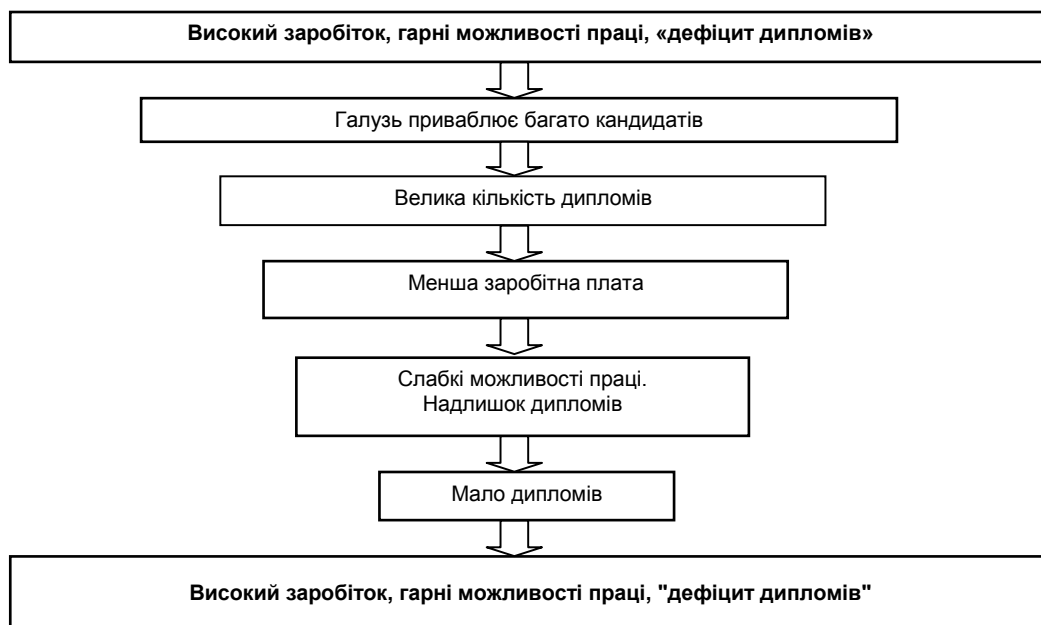 Високий заробіток, гарні можливості праці, «дефіцит дипломів»
Галузь приваблює багато кандидатів
Велика кількість дипломів
Менша заробітна плата
Слабкі можливості праці.
Надлишок дипломів
Мало дипломів
Високий заробіток, гарні можливості праці, "дефіцит дипломів"